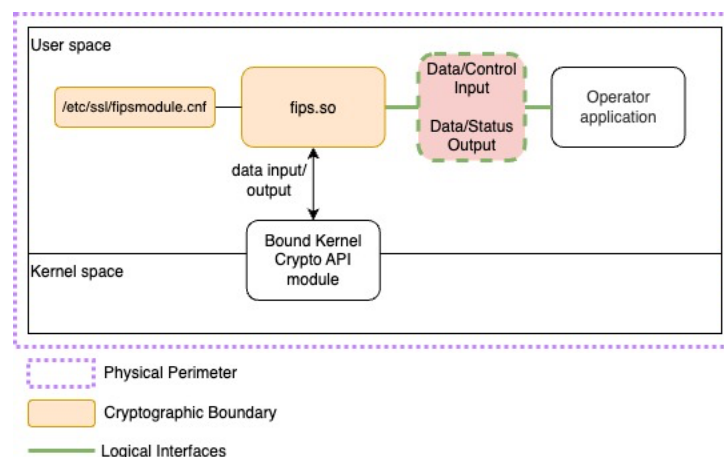 User space
/etc/ssl/fipsmodule.cnf
fips.so
Data/Control
Input
Data/Status
Output
Operator
application
data input/
output
Bound Kernel
Crypto API
module
Kernel space
Physical Perimeter
Cryptographic Boundary
Logical Interfaces